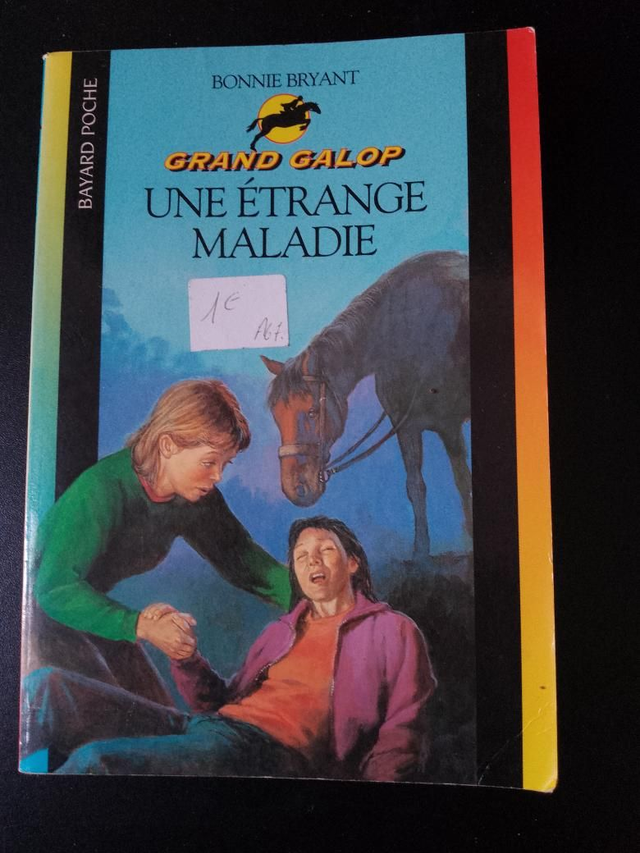 BONNIE BRYANT
BAYARD POCHE
GRAND GALOP
UNE ÉTRANGE
MALADIE
1€